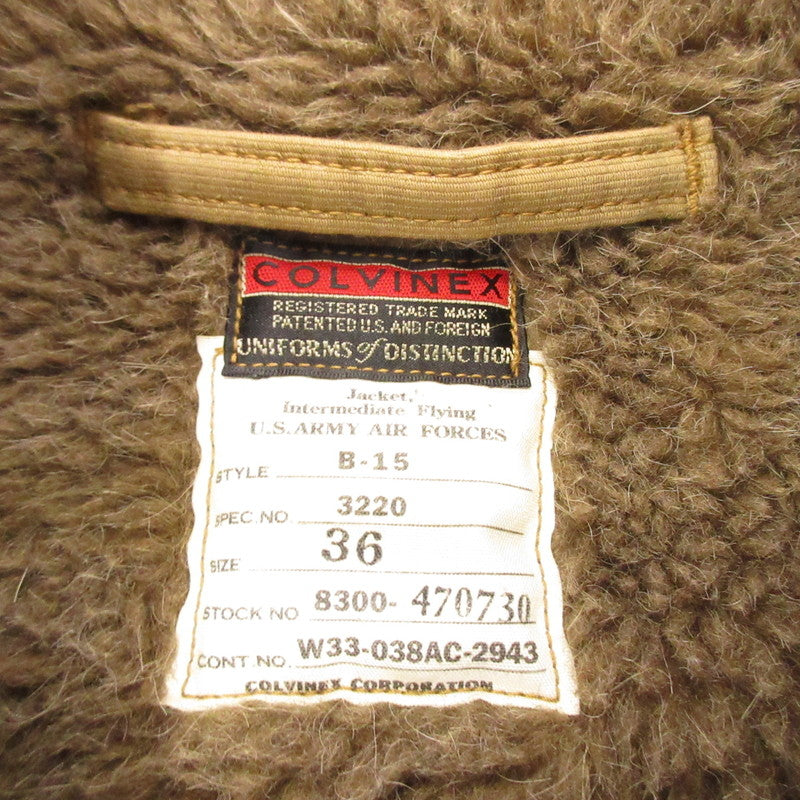 COLVINEX
REGISTERED TRADE MARK
PATENTED U.S. AND FOREIGN
UNIFORMS of DISTINCTION
Jacket,
Intermediate Flying
U.S. ARMY AIR FORCES
STYLE B-15
SPEC. NO. 3220
SIZE 36
STOCK NO 8300- 470730
CONT. NO. W33-038AC-2943
COLVINEX CORPORATION